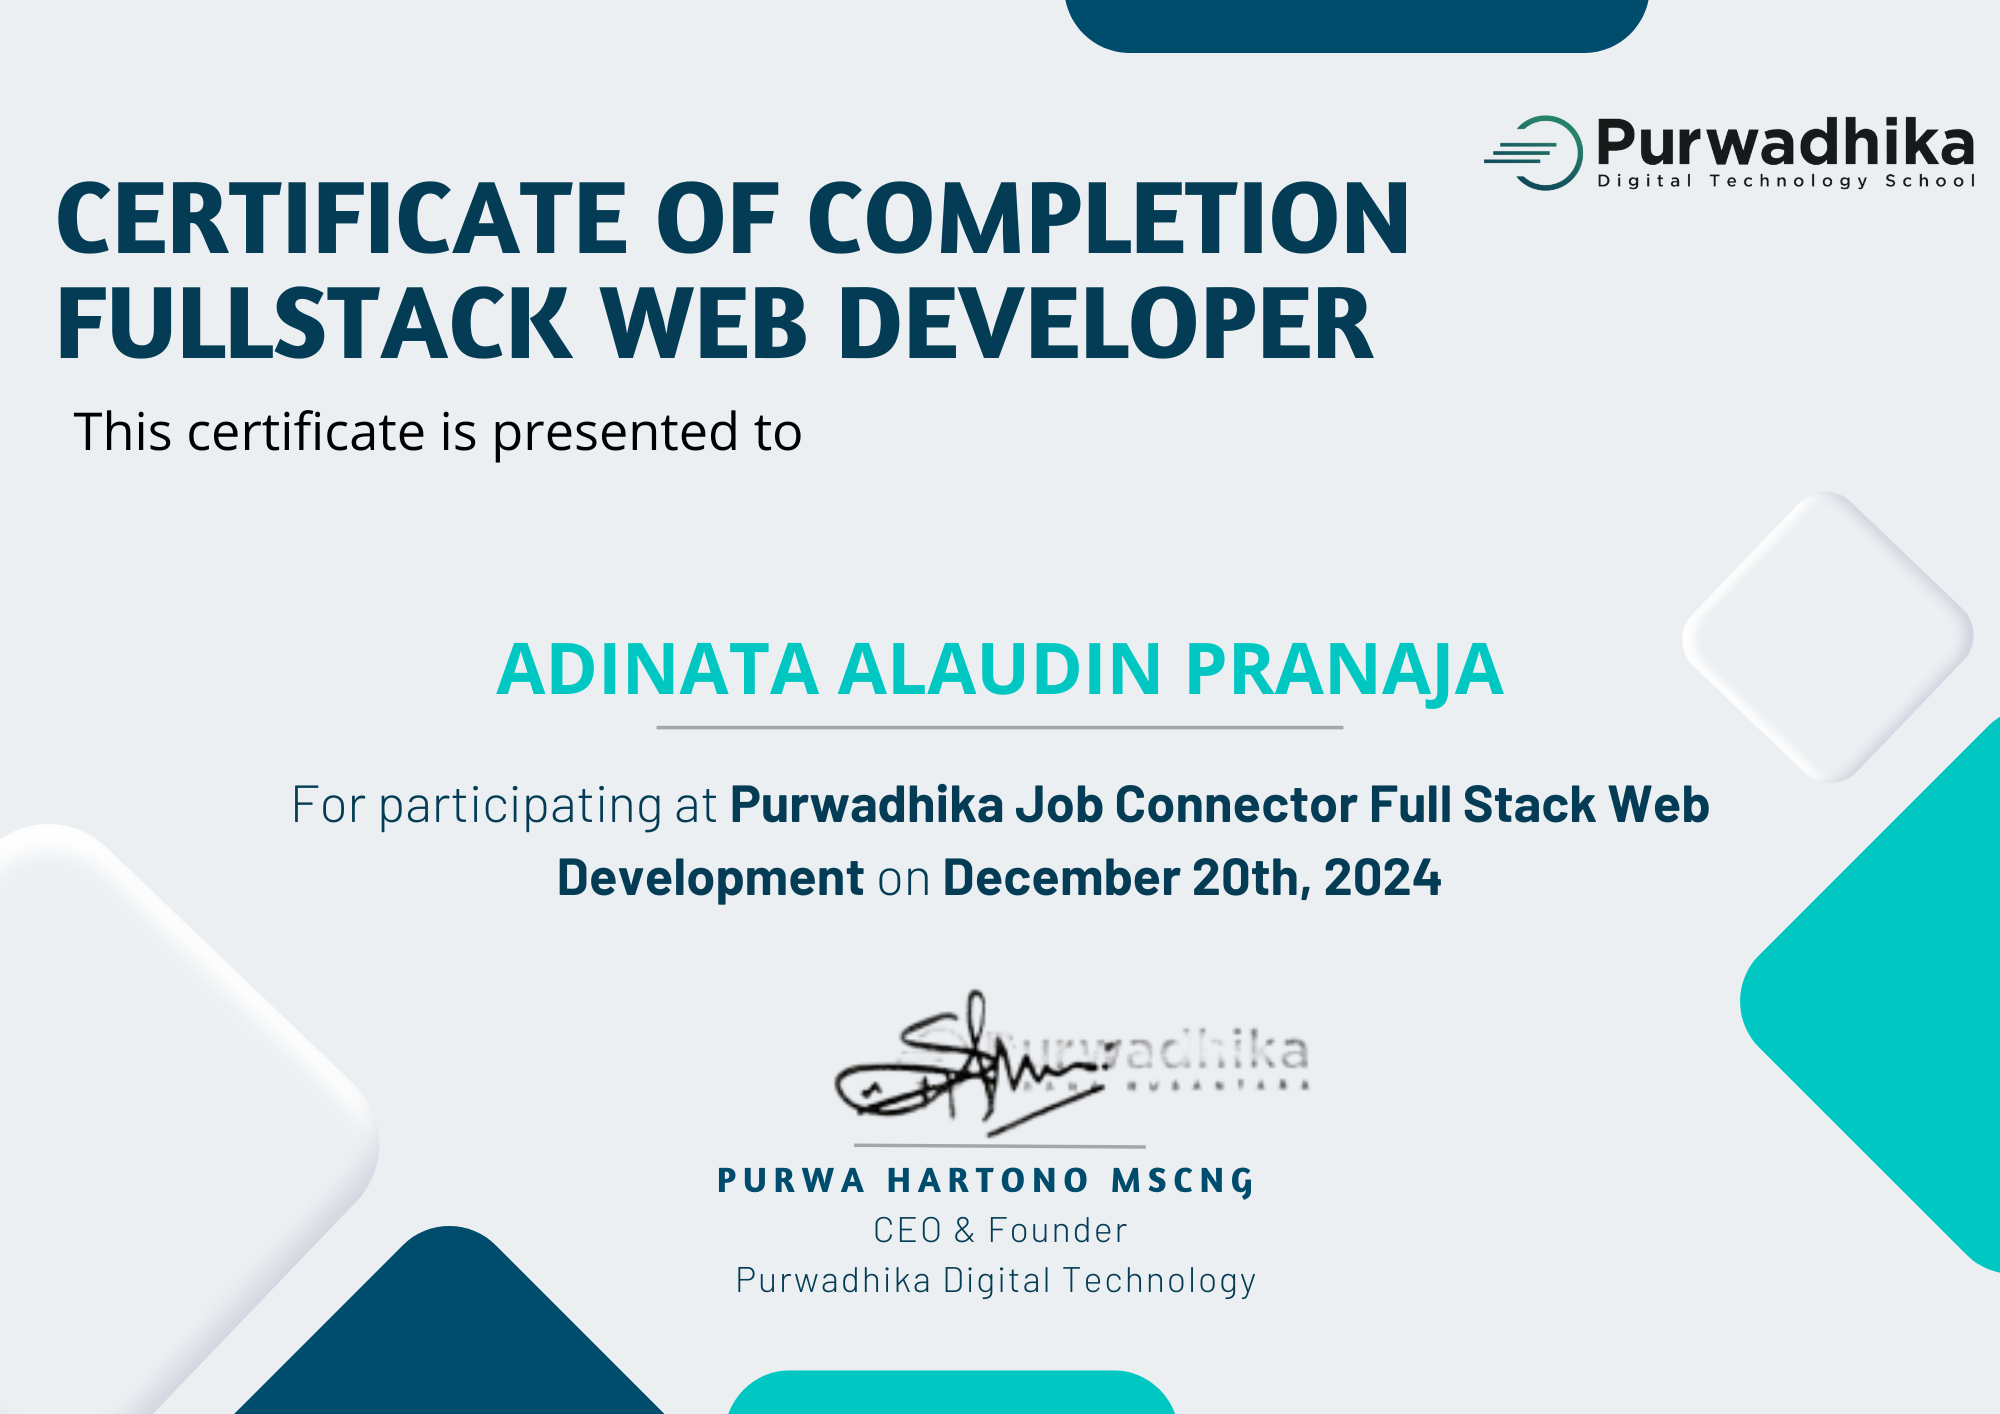 Purwadhika
Digital Technology School
CERTIFICATE OF COMPLETION
FULLSTACK WEB DEVELOPER
This certificate is presented to
ADINATA ALAUDIN PRANAJA
For participating at Purwadhika Job Connector Full Stack Web
Development on December 20th, 2024
Purwadhika
NUSANTARA
PURWA HARTONO MSCNG
CEO & Founder
Purwadhika Digital Technology